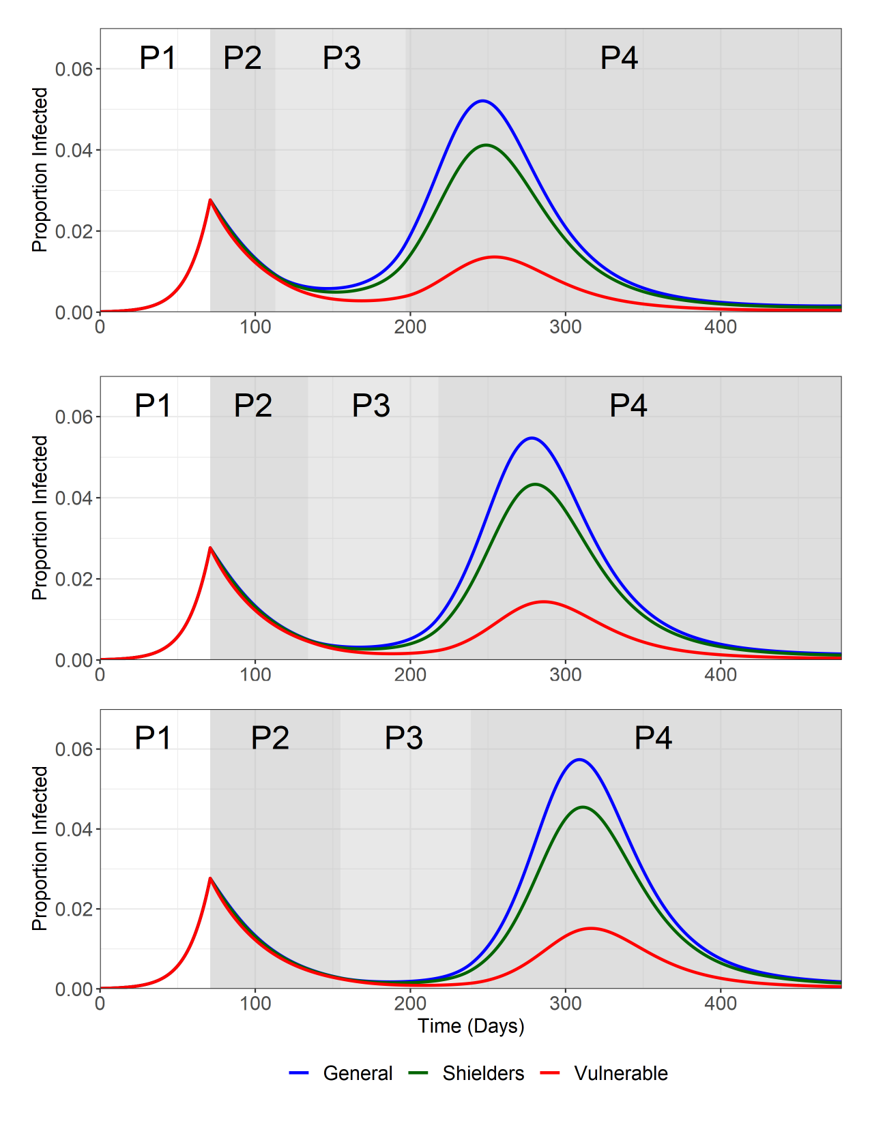 P1 P2 P3 P4
Proportion Infected
0.06
0.04
0.02
0.00
0 100 200 300 400
P1 P2 P3 P4
Proportion Infected
0.06
0.04
0.02
0.00
0 100 200 300 400
P1 P2 P3 P4
Proportion Infected
0.06
0.04
0.02
0.00
0 100 200 300 400
Time (Days)
General Shielders Vulnerable